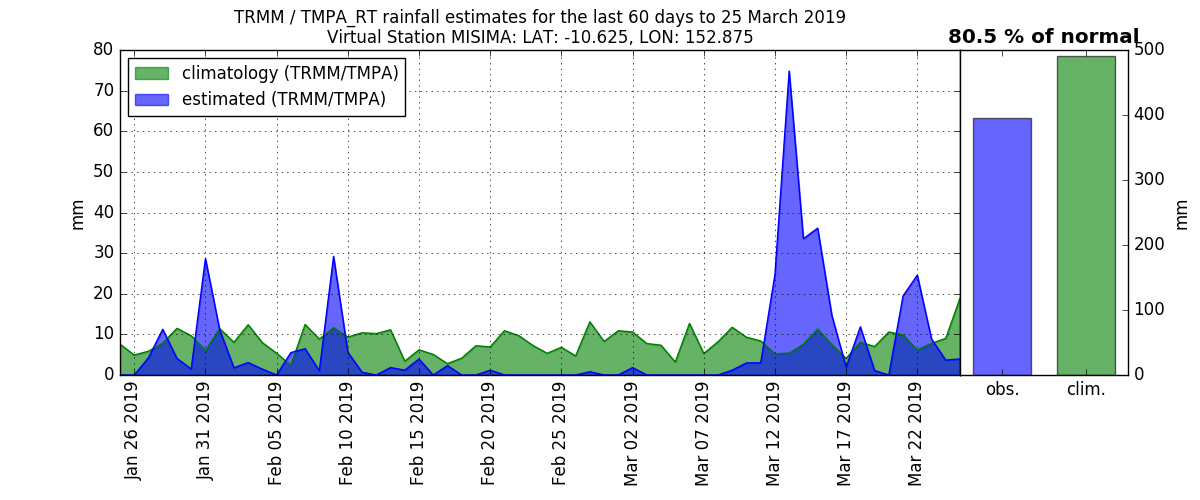 TRMM / TMPA_RT rainfall estimates for the last 60 days to 25 March 2019
Virtual Station MISIMA: LAT: -10.625, LON: 152.875
80.5 % of normal
climatology (TRMM/TMPA)
estimated (TRMM/TMPA)
mm
80
70
60
50
40
30
20
10
0
Jan 26 2019
Jan 31 2019
Feb 05 2019
Feb 10 2019
Feb 15 2019
Feb 20 2019
Feb 25 2019
Mar 02 2019
Mar 07 2019
Mar 12 2019
Mar 17 2019
Mar 22 2019
obs.
clim.
500
400
300
200
100
0
mm